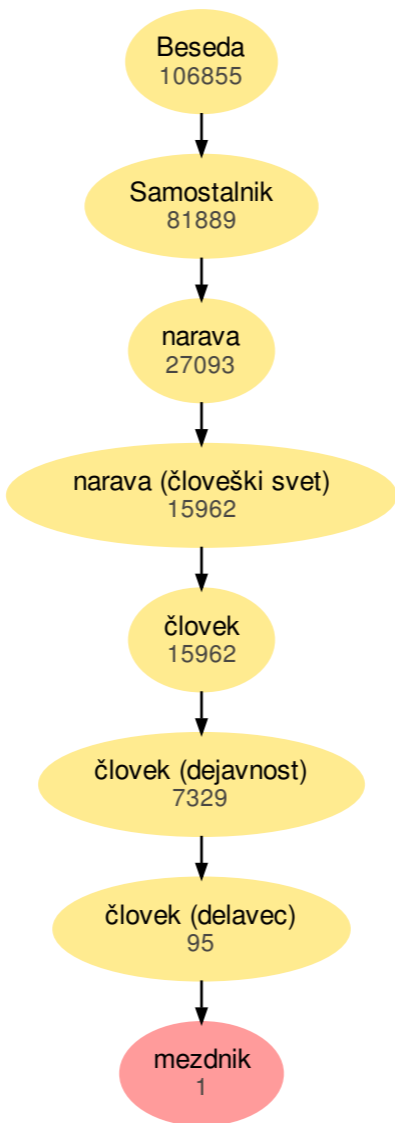 Beseda
106855
Samostalnik
81889
narava
27093
narava (človeški svet)
15962
človek
15962
človek (dejavnost)
7329
človek (delavec)
95
mezdnik
1